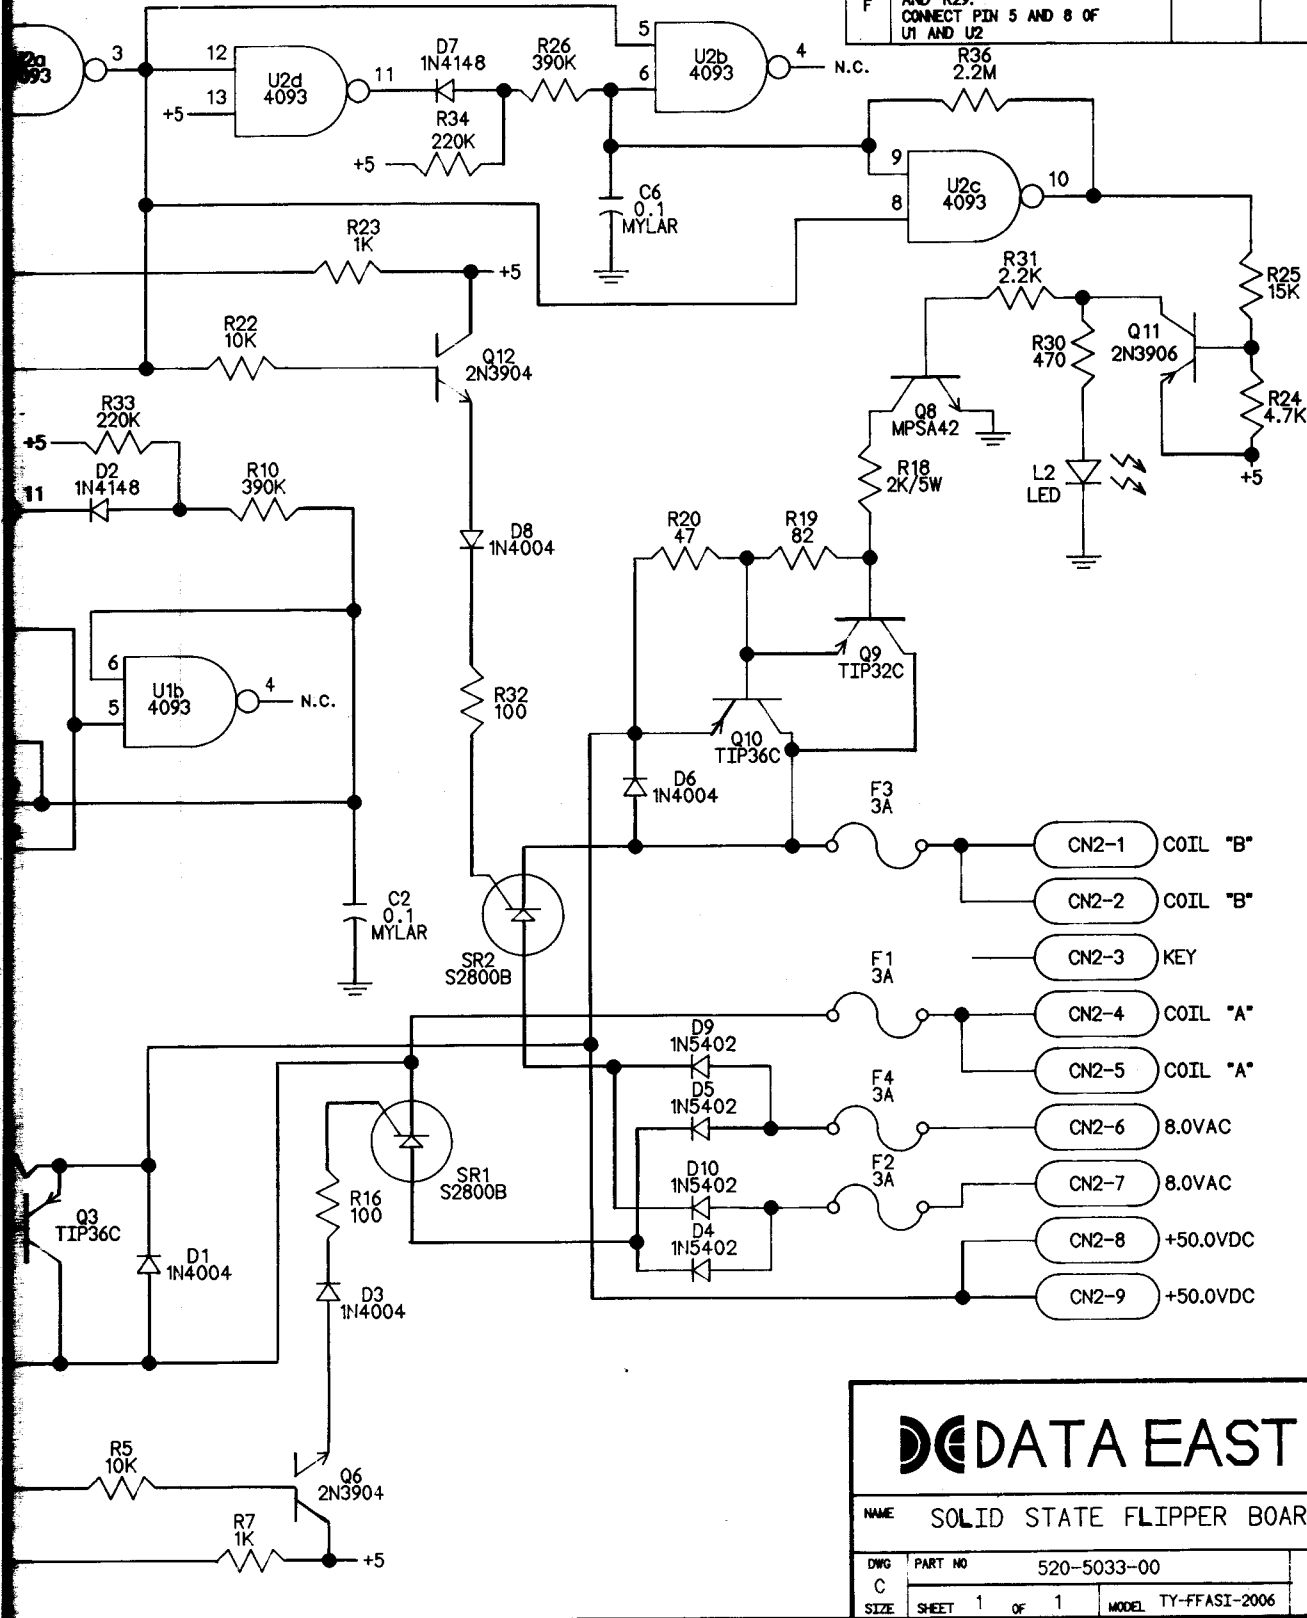 F
AND R29.
CONNECT PIN 5 AND 8 OF
U1 AND U2
3
12
13
+5
U2d
4093
11
D7
1N4148
R26
390K
R34
220K
+5
5
6
U2b
4093
4
N.C.
R36
2.2M
9
8
U2c
4093
10
C6
0.1
MYLAR
R23
1K
+5
R22
10K
Q12
2N3904
R31
2.2K
R30
470
Q11
2N3906
R25
15K
R24
4.7K
+5
Q8
MPSA42
L2
LED
R18
2K/5W
R33
220K
+5
D2
1N4148
11
R10
390K
D8
1N4004
R20
47
R19
82
Q9
TIP32C
6
5
U1b
4093
4
N.C.
R32
100
Q10
TIP36C
D6
1N4004
F3
3A
CN2-1
COIL "B"
CN2-2
COIL "B"
C2
0.1
MYLAR
SR2
S2800B
CN2-3
KEY
F1
3A
CN2-4
COIL "A"
CN2-5
COIL "A"
D9
1N5402
D5
1N5402
F4
3A
CN2-6
8.0VAC
D10
1N5402
F2
3A
CN2-7
8.0VAC
D4
1N5402
CN2-8
+50.0VDC
CN2-9
+50.0VDC
SR1
S2800B
R16
100
Q3
TIP36C
D1
1N4004
D3
1N4004
R5
10K
Q6
2N3904
R7
1K
+5
DATA EAST
NAME SOLID STATE FLIPPER BOAR
DWG C SIZE
PART NO 520-5033-00
SHEET 1 OF 1 MODEL TY-FFASI-2006